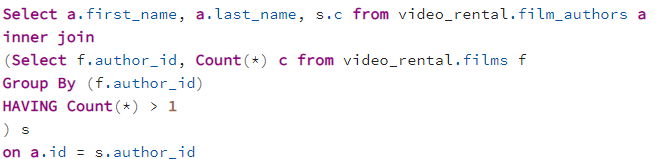 Select a.first_name, a.last_name, s.c from video_rental.film_authors a
inner join
(Select f.author_id, Count(*) c from video_rental.films f
Group By (f.author_id)
HAVING Count(*) > 1
) s
on a.id = s.author_id